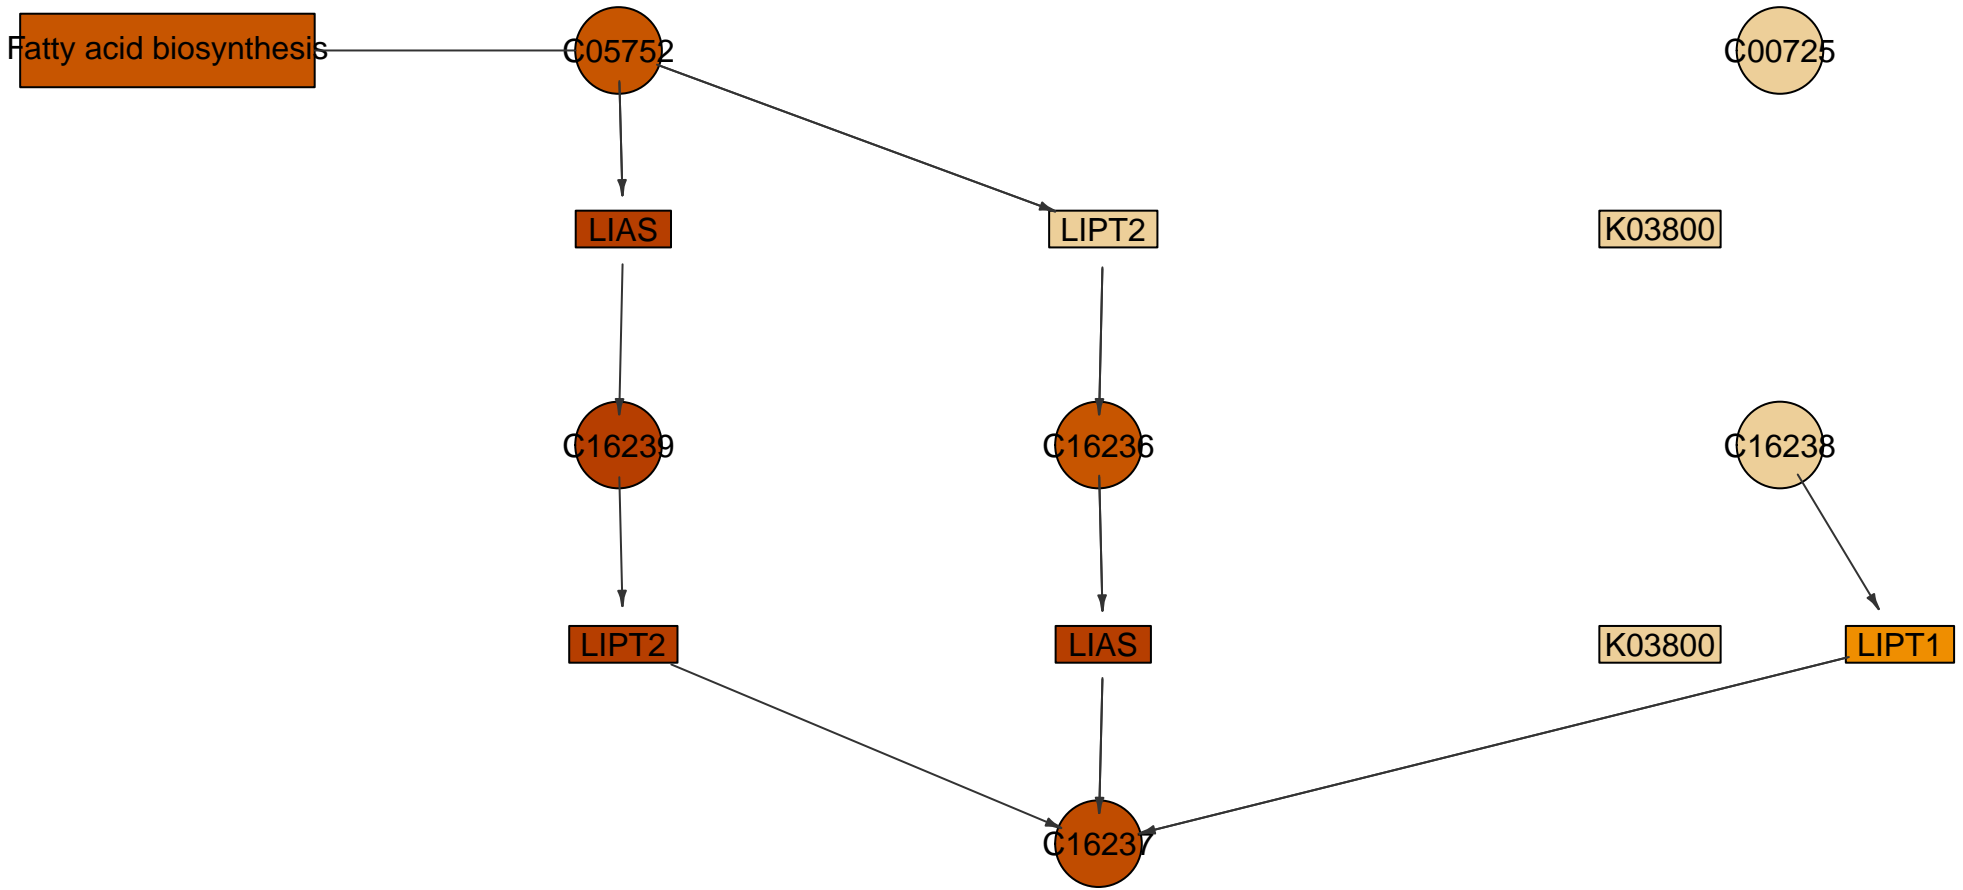 Fatty acid biosynthesis
C05752
C00725
LIAS
LIPT2
K03800
C16239
C16236
C16238
LIPT2
LIAS
K03800
LIPT1
C16237